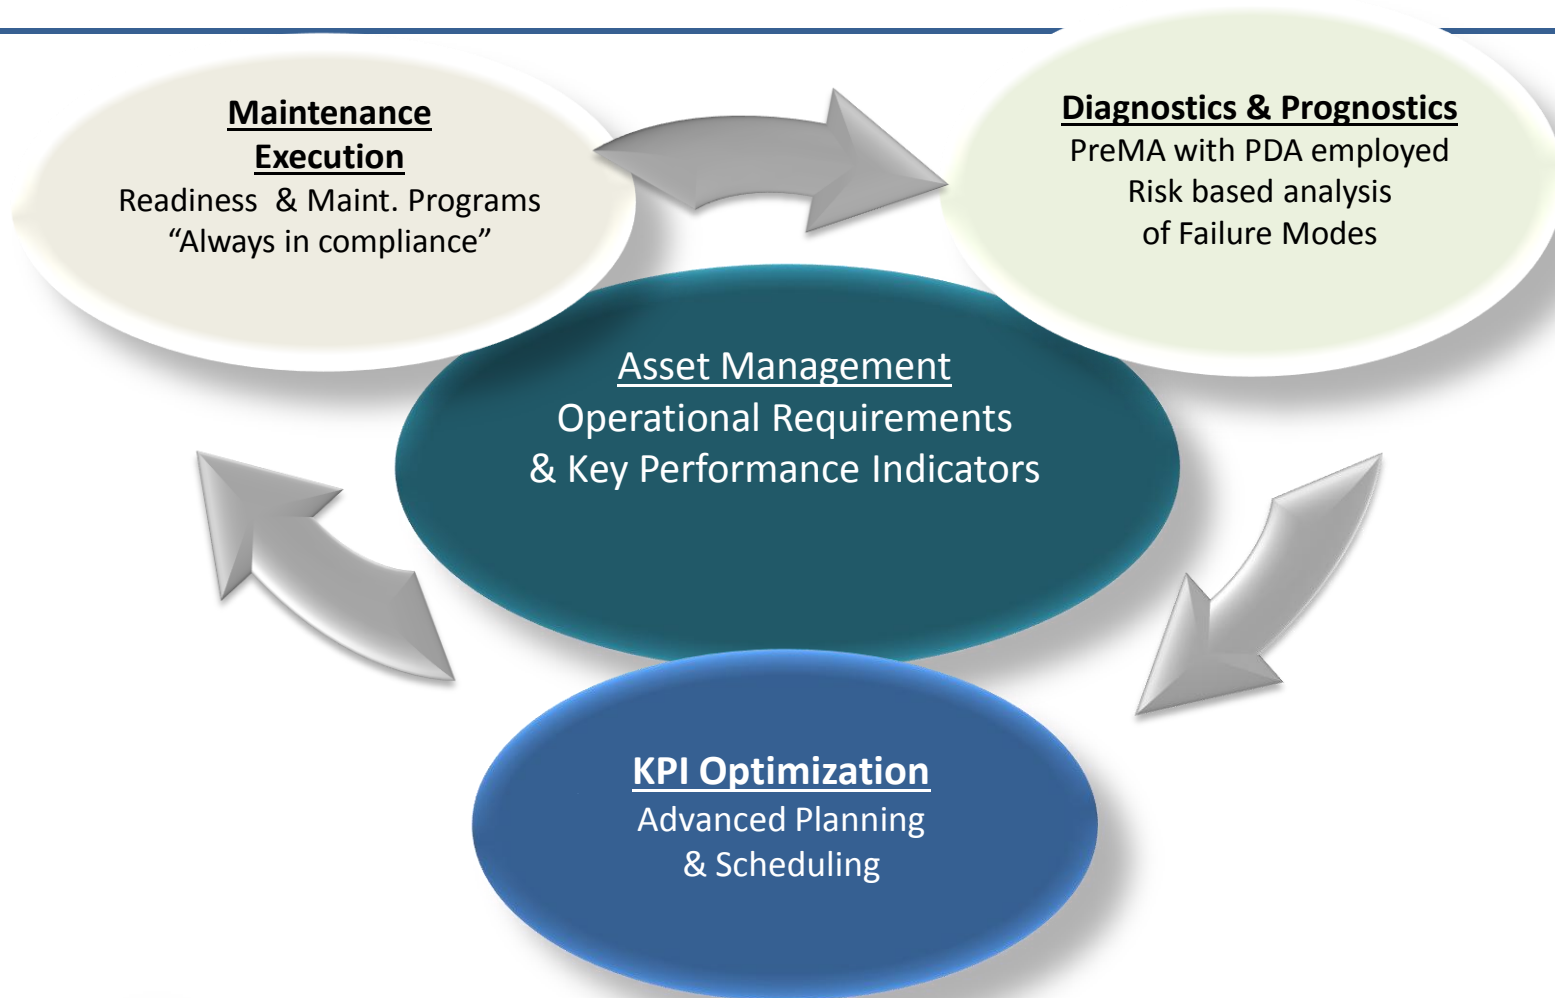 Maintenance
Execution
Readiness & Maint. Programs
“Always in compliance”
Diagnostics & Prognostics
PreMA with PDA employed
Risk based analysis
of Failure Modes
Asset Management
Operational Requirements
& Key Performance Indicators
KPI Optimization
Advanced Planning
& Scheduling